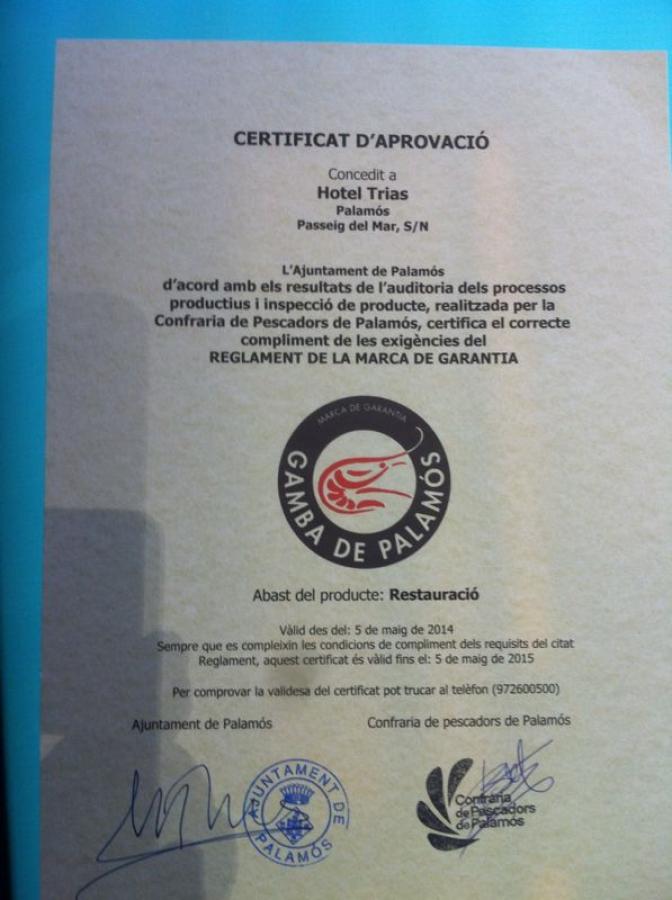 CERTIFICAT D'APROVACIÓ
Concedit a
Hotel Trias
Palamós
Passeig del Mar, S/N
L'Ajuntament de Palamós
d'acord amb els resultats de l'auditoria dels processos
productius i inspecció de producte, realitzada per la
Confraria de Pescadors de Palamós, certifica el correcte
compliment de les exigències del
REGLAMENT DE LA MARCA DE GARANTIA
MARCA DE GARANTIA
GAMBA DE PALAMÓS
Abast del producte: Restauració
Vàlid des del: 5 de maig de 2014
Sempre que es compleixin les condicions de compliment dels requisits del citat
Reglament, aquest certificat és vàlid fins el: 5 de maig de 2015
Per comprovar la validesa del certificat pot trucar al telèfon (972600500)
Ajuntament de Palamós
Confraria de pescadors de Palamós
AJUNTAMENT DE PALAMÓS
Confraria
de Pescadors
de Palamós